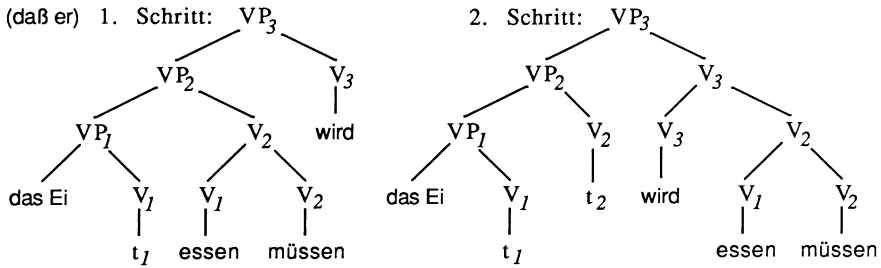 (daß er) 1. Schritt: VP3 2. Schritt: VP3
VP2 V3 VP2 V3
VP1 V2 wird VP1 V2 V3 V2
das Ei V1 V1 V2 das Ei V1 t2 wird V1 V2
t1 essen müssen t1 essen müssen